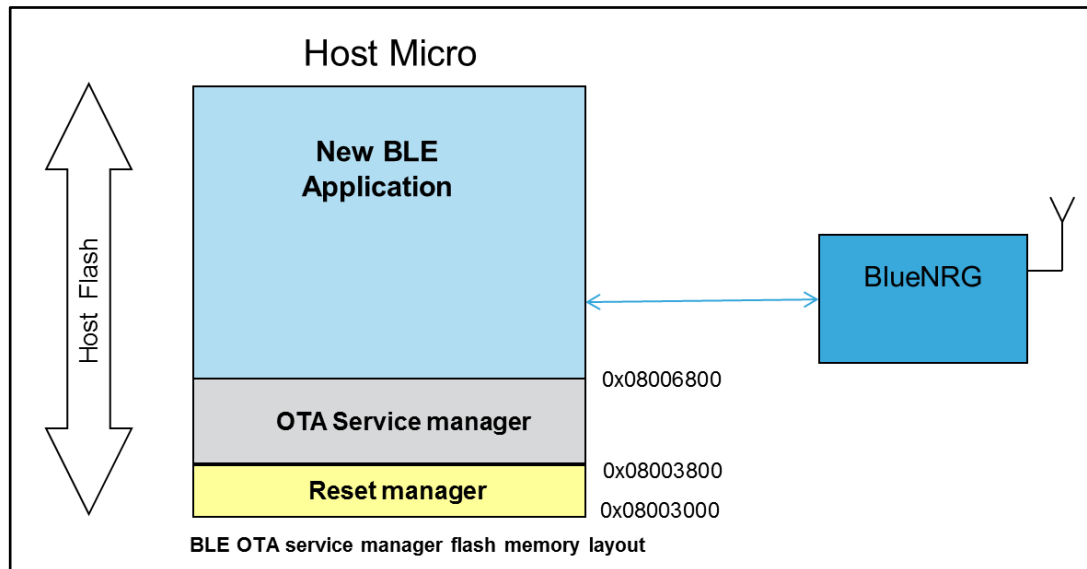 Host Micro
New BLE
Application
Host Flash
BlueNRG
0x08006800
OTA Service manager
0x08003800
Reset manager
0x08003000
BLE OTA service manager flash memory layout